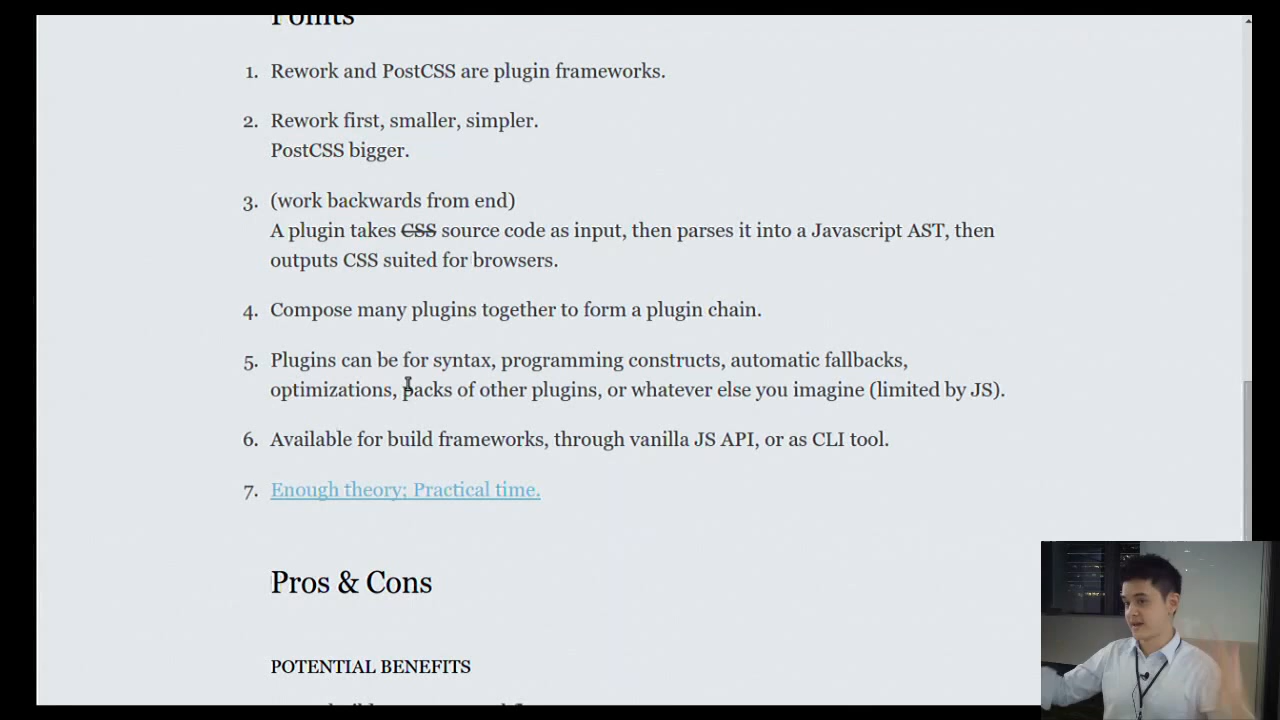 Points
1. Rework and PostCSS are plugin frameworks.
2. Rework first, smaller, simpler.
PostCSS bigger.
3. (work backwards from end)
A plugin takes CSS source code as input, then parses it into a Javascript AST, then
outputs CSS suited for browsers.
4. Compose many plugins together to form a plugin chain.
5. Plugins can be for syntax, programming constructs, automatic fallbacks,
optimizations, packs of other plugins, or whatever else you imagine (limited by JS).
6. Available for build frameworks, through vanilla JS API, or as CLI tool.
7. Enough theory; Practical time.
Pros & Cons
POTENTIAL BENEFITS